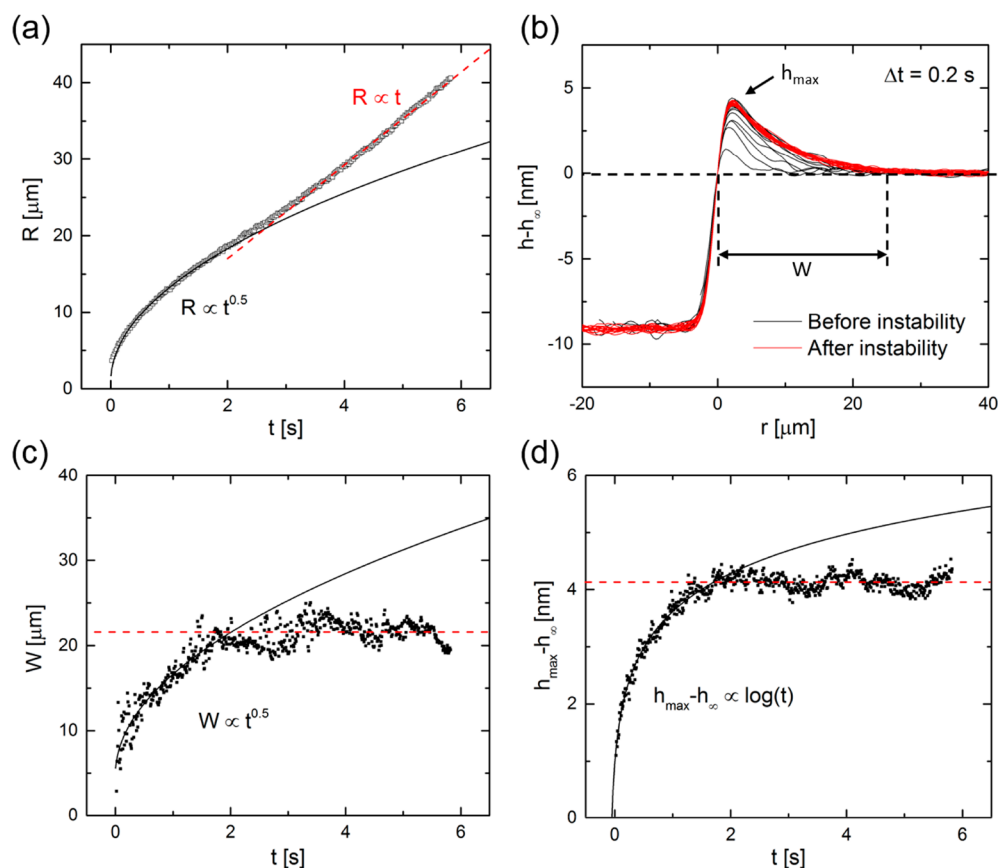 (a)
R ∝ t
R ∝ t^0.5
R [μm]
40
30
20
10
0
0 2 4 6
t [s]
(b)
h_max
Δt = 0.2 s
h-h_∞ [nm]
5
0
-5
-10
W
Before instability
After instability
-20 0 20 40
r [μm]
(c)
W [μm]
40
30
20
10
0
W ∝ t^0.5
0 2 4 6
t [s]
(d)
h_max-h_∞ [nm]
6
4
2
0
h_max-h_∞ ∝ log(t)
0 2 4 6
t [s]